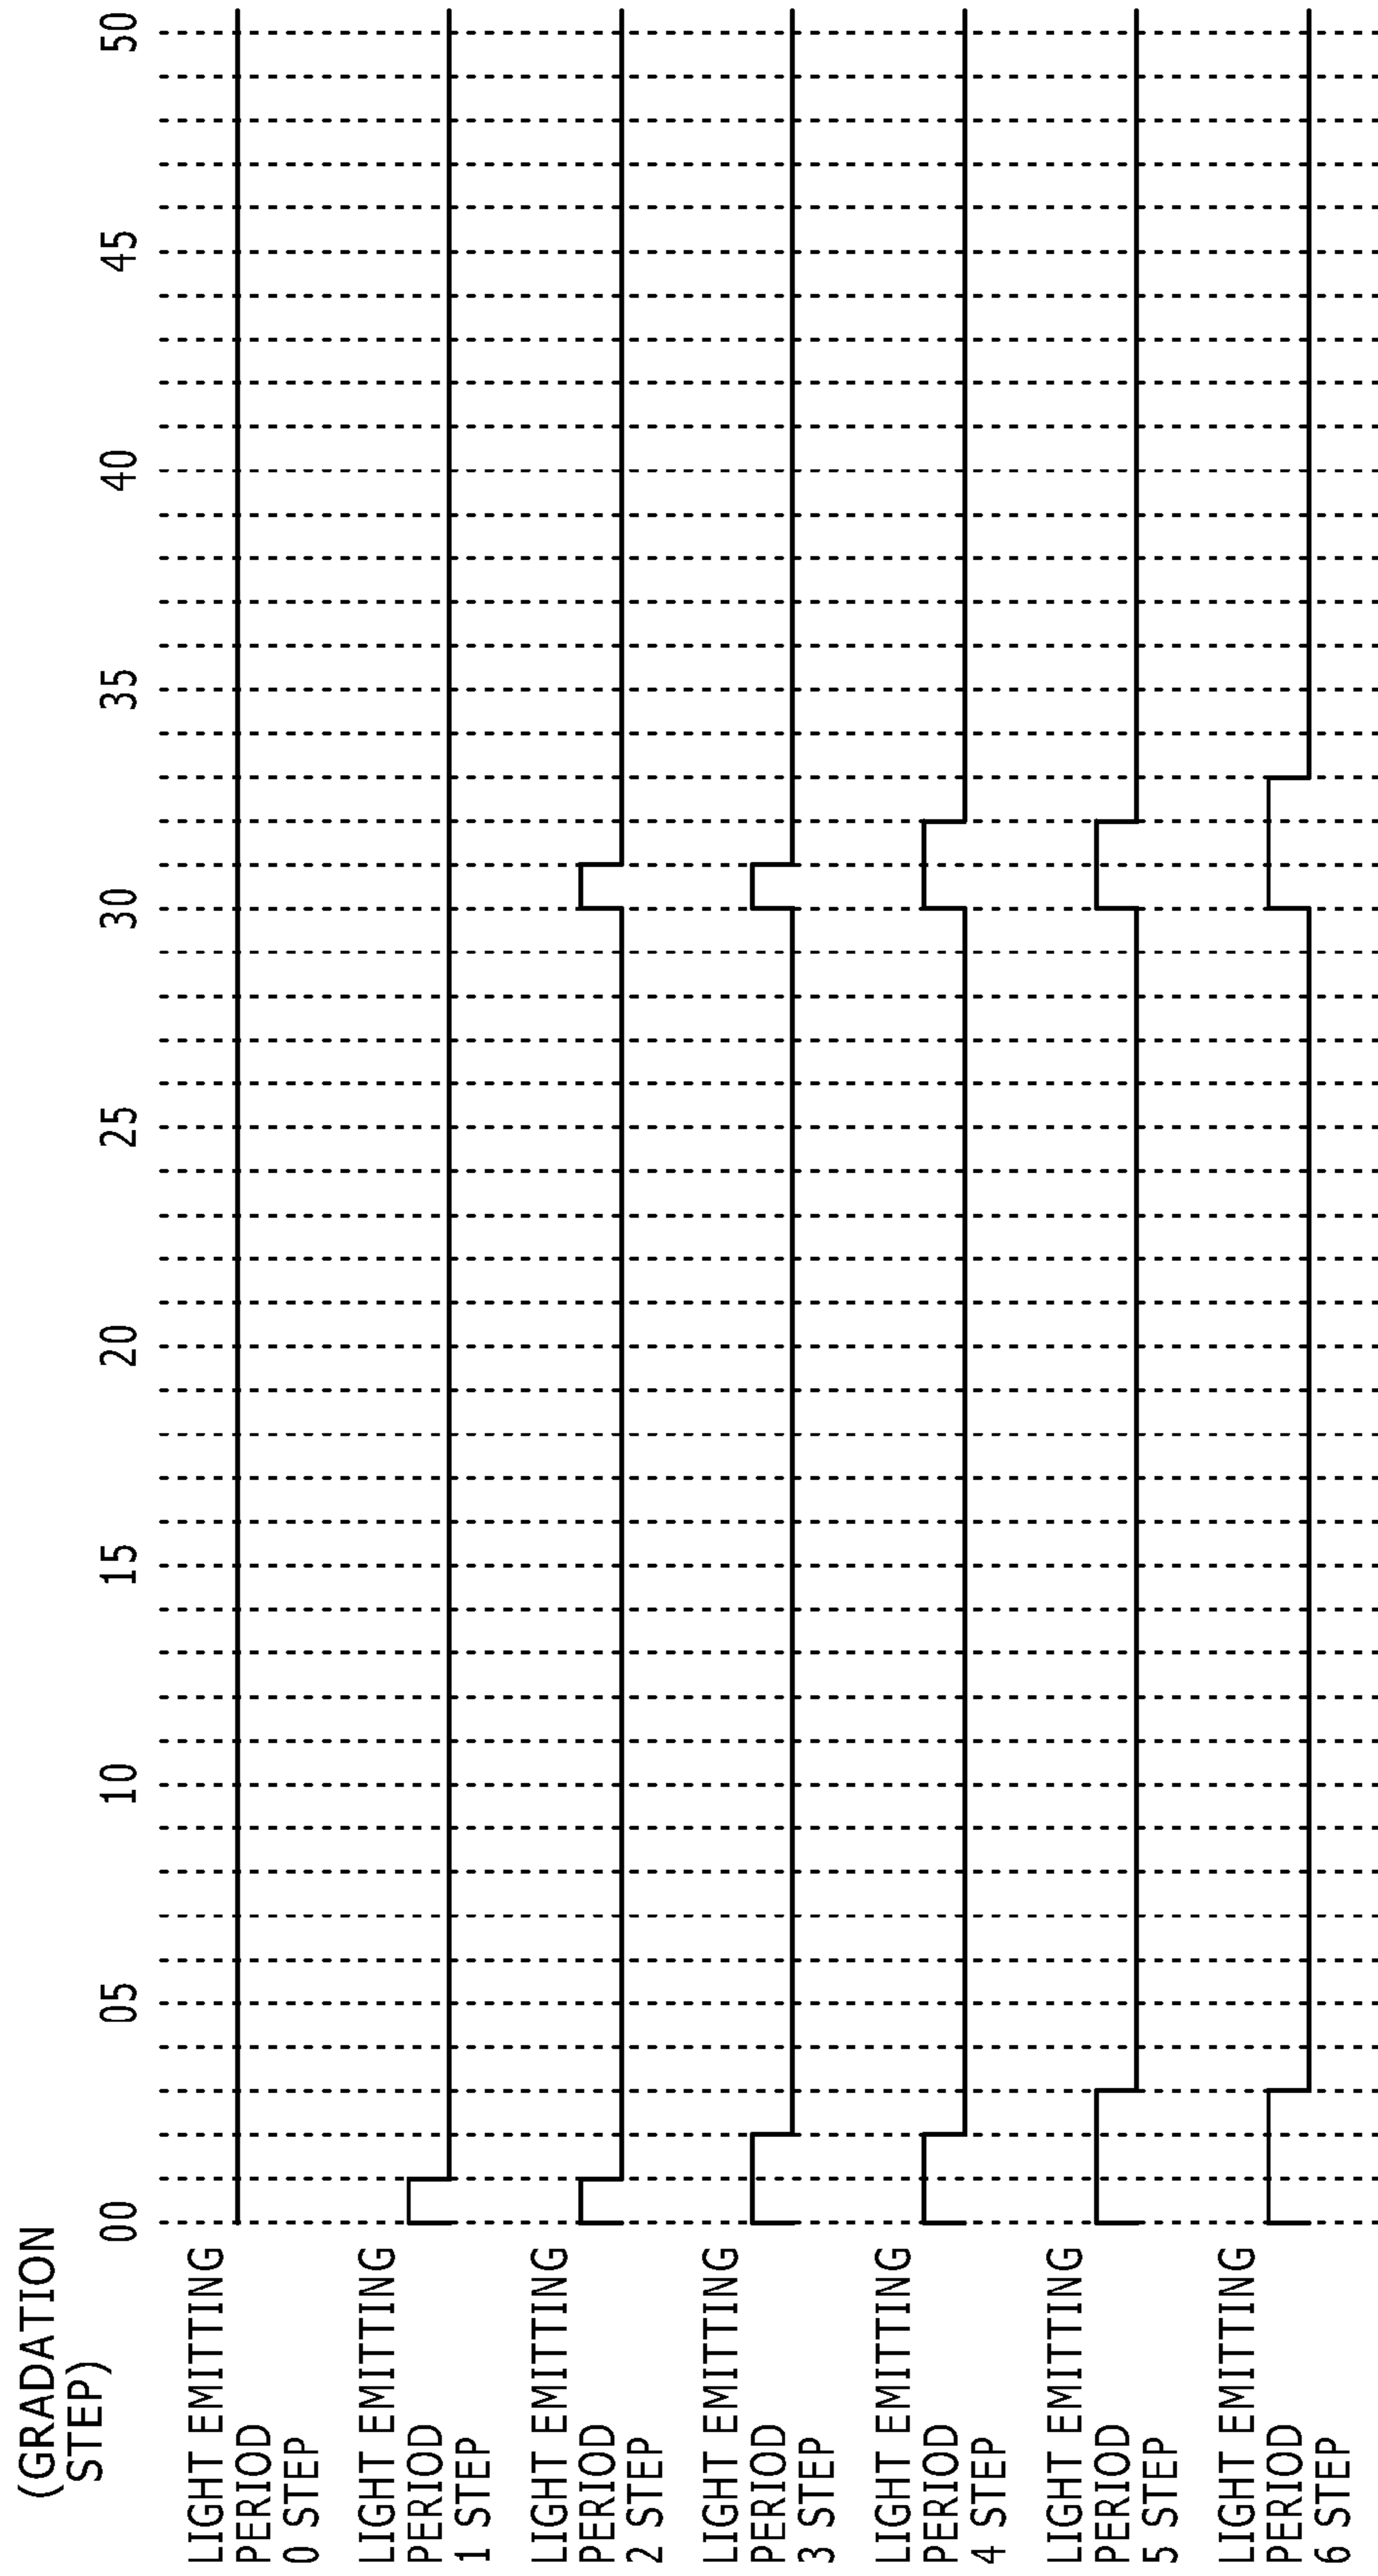 (GRADATION
STEP)
00 05 10 15 20 25 30 35 40 45 50
LIGHT EMITTING
PERIOD
0 STEP
LIGHT EMITTING
PERIOD
1 STEP
LIGHT EMITTING
PERIOD
2 STEP
LIGHT EMITTING
PERIOD
3 STEP
LIGHT EMITTING
PERIOD
4 STEP
LIGHT EMITTING
PERIOD
5 STEP
LIGHT EMITTING
PERIOD
6 STEP